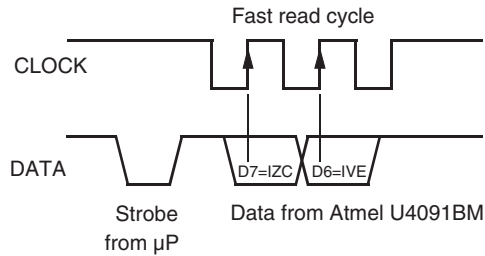 Fast read cycle
CLOCK
DATA
D7=IZC
D6=IVE
Strobe
from µP
Data from Atmel U4091BM